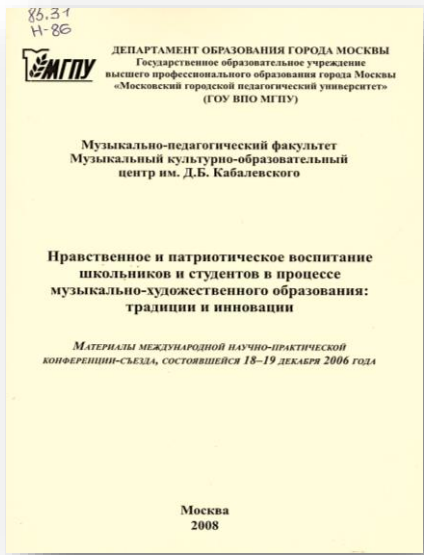 85.31
Н-86
МГПУ
ДЕПАРТАМЕНТ ОБРАЗОВАНИЯ ГОРОДА МОСКВЫ
Государственное образовательное учреждение
высшего профессионального образования города Москвы
«Московский городской педагогический университет»
(ГОУ ВПО МГПУ)
Музыкально-педагогический факультет
Музыкальный культурно-образовательный
центр им. Д.Б. Кабалевского
Нравственное и патриотическое воспитание
школьников и студентов в процессе
музыкально-художественного образования:
традиции и инновации
МАТЕРИАЛЫ МЕЖДУНАРОДНОЙ НАУЧНО-ПРАКТИЧЕСКОЙ
КОНФЕРЕНЦИИ-СЪЕЗДА, СОСТОЯВШЕЙСЯ 18–19 ДЕКАБРЯ 2006 ГОДА
Москва
2008